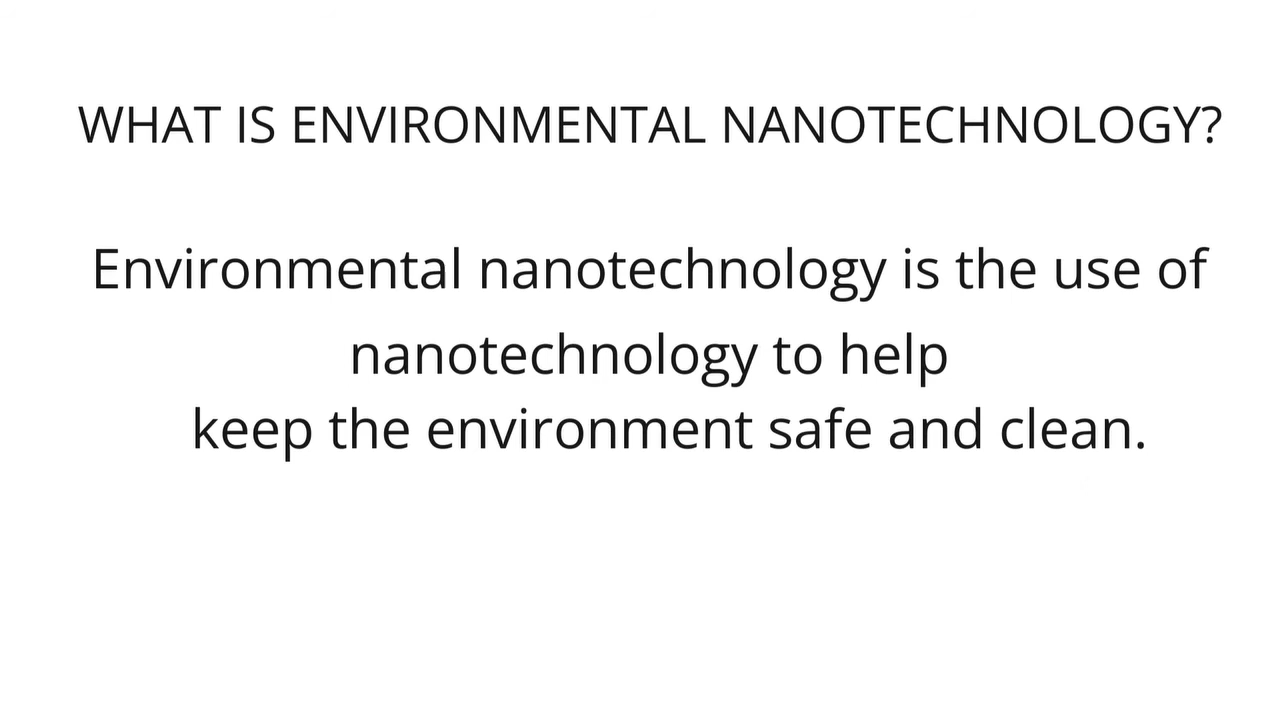 WHAT IS ENVIRONMENTAL NANOTECHNOLOGY?
Environmental nanotechnology is the use of
nanotechnology to help
keep the environment safe and clean.